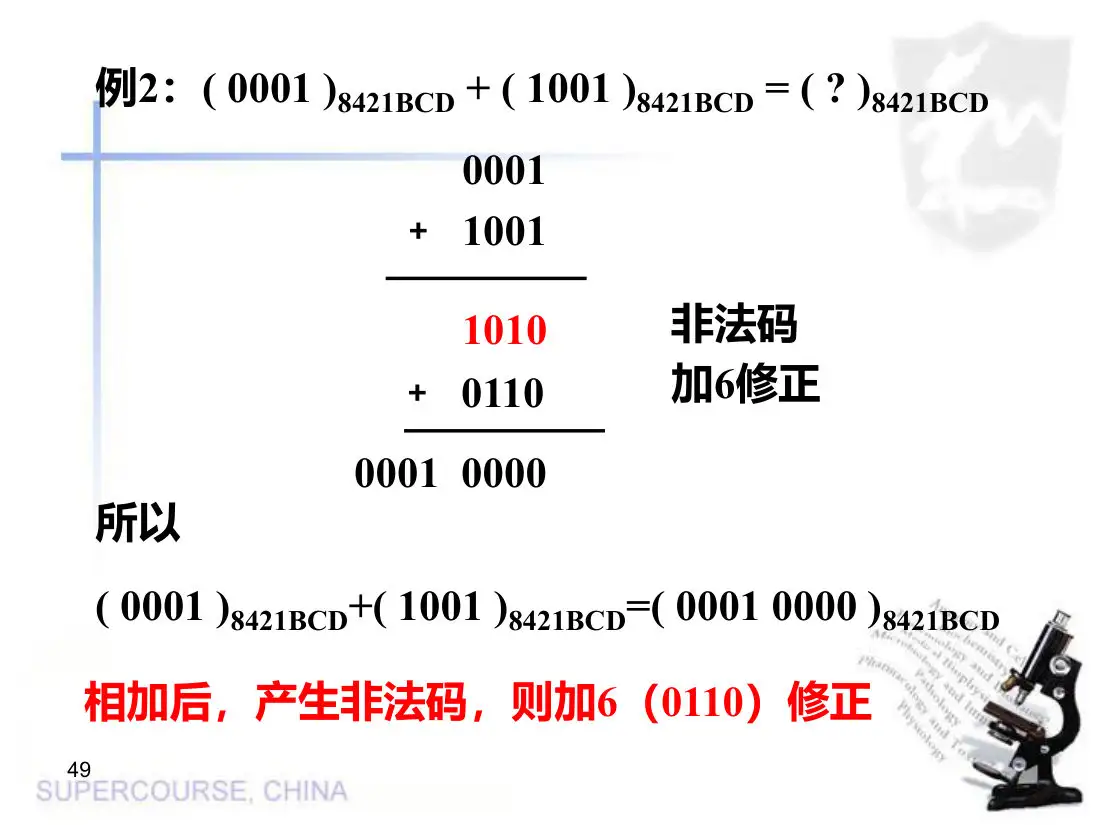 例2：( 0001 )8421BCD + ( 1001 )8421BCD = ( ? )8421BCD
0001
+ 1001
1010 非法码
+ 0110 加6修正
0001 0000
所以
( 0001 )8421BCD+( 1001 )8421BCD=( 0001 0000 )8421BCD
相加后，产生非法码，则加6（0110）修正
49
SUPERCOURSE, CHINA